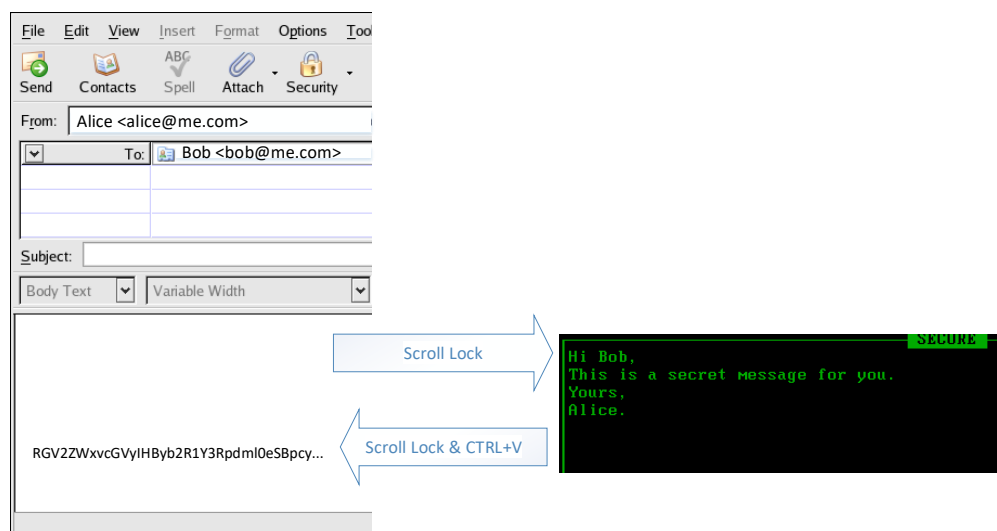 File Edit View Insert Format Options Too
ABC
Send Contacts Spell Attach Security
From: Alice <alice@me.com>
To: Bob <bob@me.com>
Subject:
Body Text Variable Width
Scroll Lock
SECURE
Hi Bob,
This is a secret message for you.
Yours,
Alice.
Scroll Lock & CTRL+V
RGV2ZWxvcGVyIHByb2R1Y3Rpdml0eSBpcy...